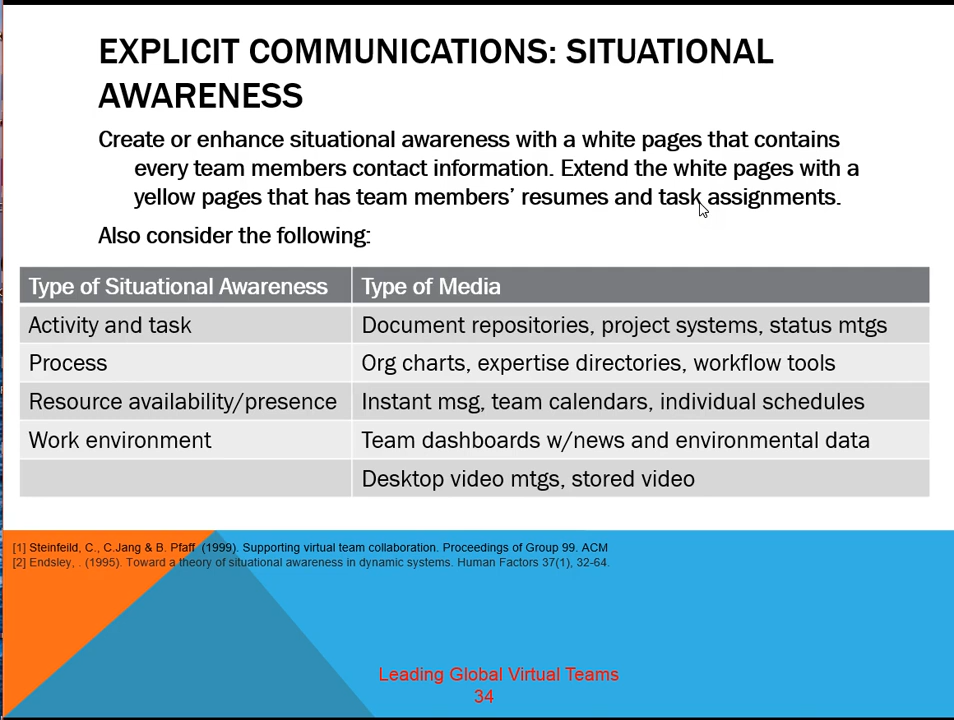 EXPLICIT COMMUNICATIONS: SITUATIONAL
AWARENESS
Create or enhance situational awareness with a white pages that contains
every team members contact information. Extend the white pages with a
yellow pages that has team members' resumes and task assignments.
Also consider the following:
Type of Situational Awareness Type of Media
Activity and task Document repositories, project systems, status mtgs
Process Org charts, expertise directories, workflow tools
Resource availability/presence Instant msg, team calendars, individual schedules
Work environment Team dashboards w/news and environmental data
Desktop video mtgs, stored video
[1] Steinfeild, C., C.Jang & B. Pfaff (1999). Supporting virtual team collaboration. Proceedings of Group 99. ACM
[2] Endsley, . (1995). Toward a theory of situational awareness in dynamic systems. Human Factors 37(1), 32-64.
Leading Global Virtual Teams
34